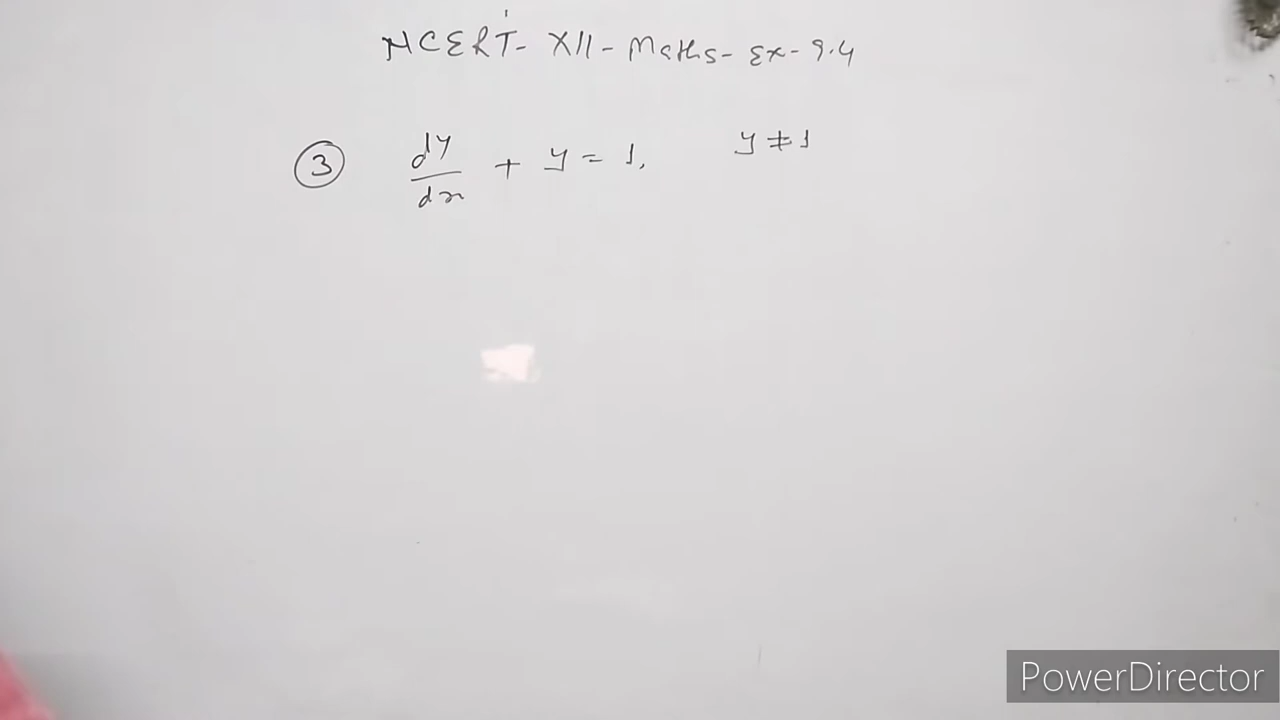 NCERT- XII - Maths - Ex - 9.4
③ dy/dx + y = 1, y ≠ 1
PowerDirector